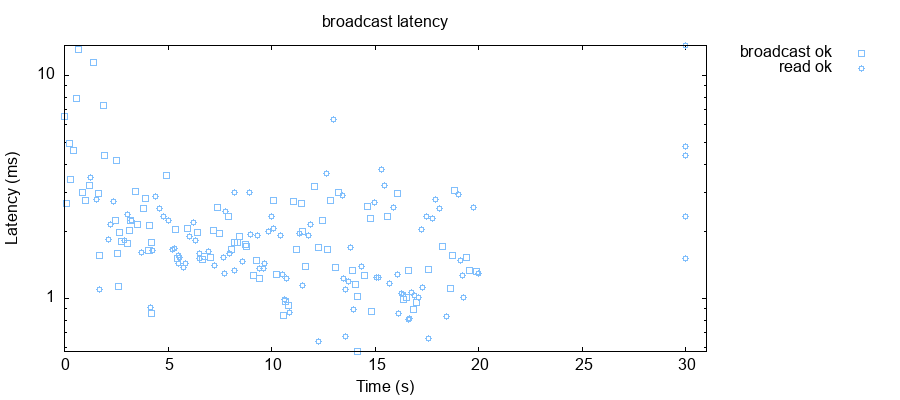 broadcast latency
broadcast ok
read ok
Latency (ms)
10
1
0 5 10 15 20 25 30
Time (s)